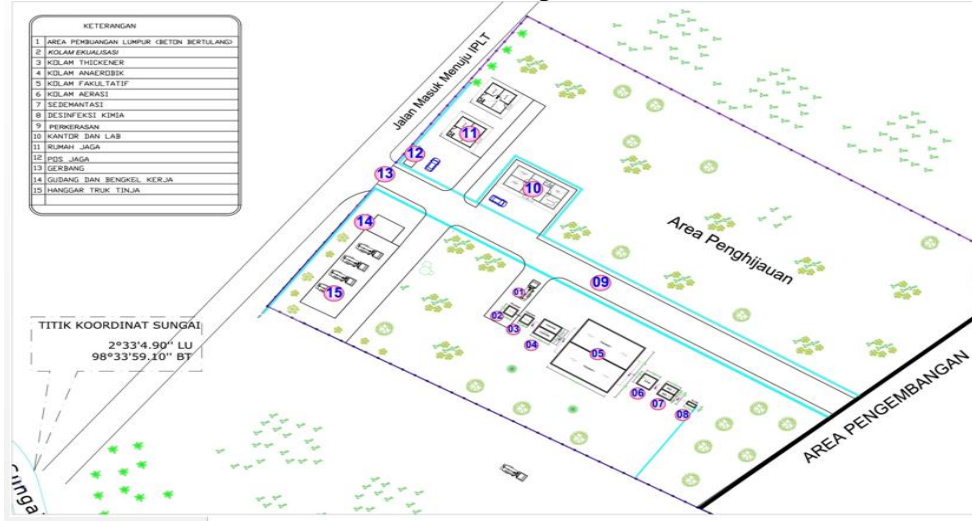 KETERANGAN
1 AREA PEMBUANGAN LUMPUR (BETON BERTULANG)
2 KOLAM EKUALISASI
3 KOLAM THICKENER
4 KOLAM ANAEROBIK
5 KOLAM FAKULTATIF
6 KOLAM AERASI
7 SEDEMANTASI
8 DESINFEKSI KIMIA
9 PERKERASAN
10 KANTOR DAN LAB
11 RUMAH JAGA
12 POS JAGA
13 GERBANG
14 GUDANG DAN BENGKEL KERJA
15 HANGGAR TRUK TINJA
Jalan Masuk Menuju IPLT
11
12
13
10
14
Area Penghijauan
09
15
01
02
03
04
05
06
07
08
TITIK KOORDINAT SUNGAI
2°33'4.90" LU
98°33'59.10" BT
AREA PENGEMBANGAN